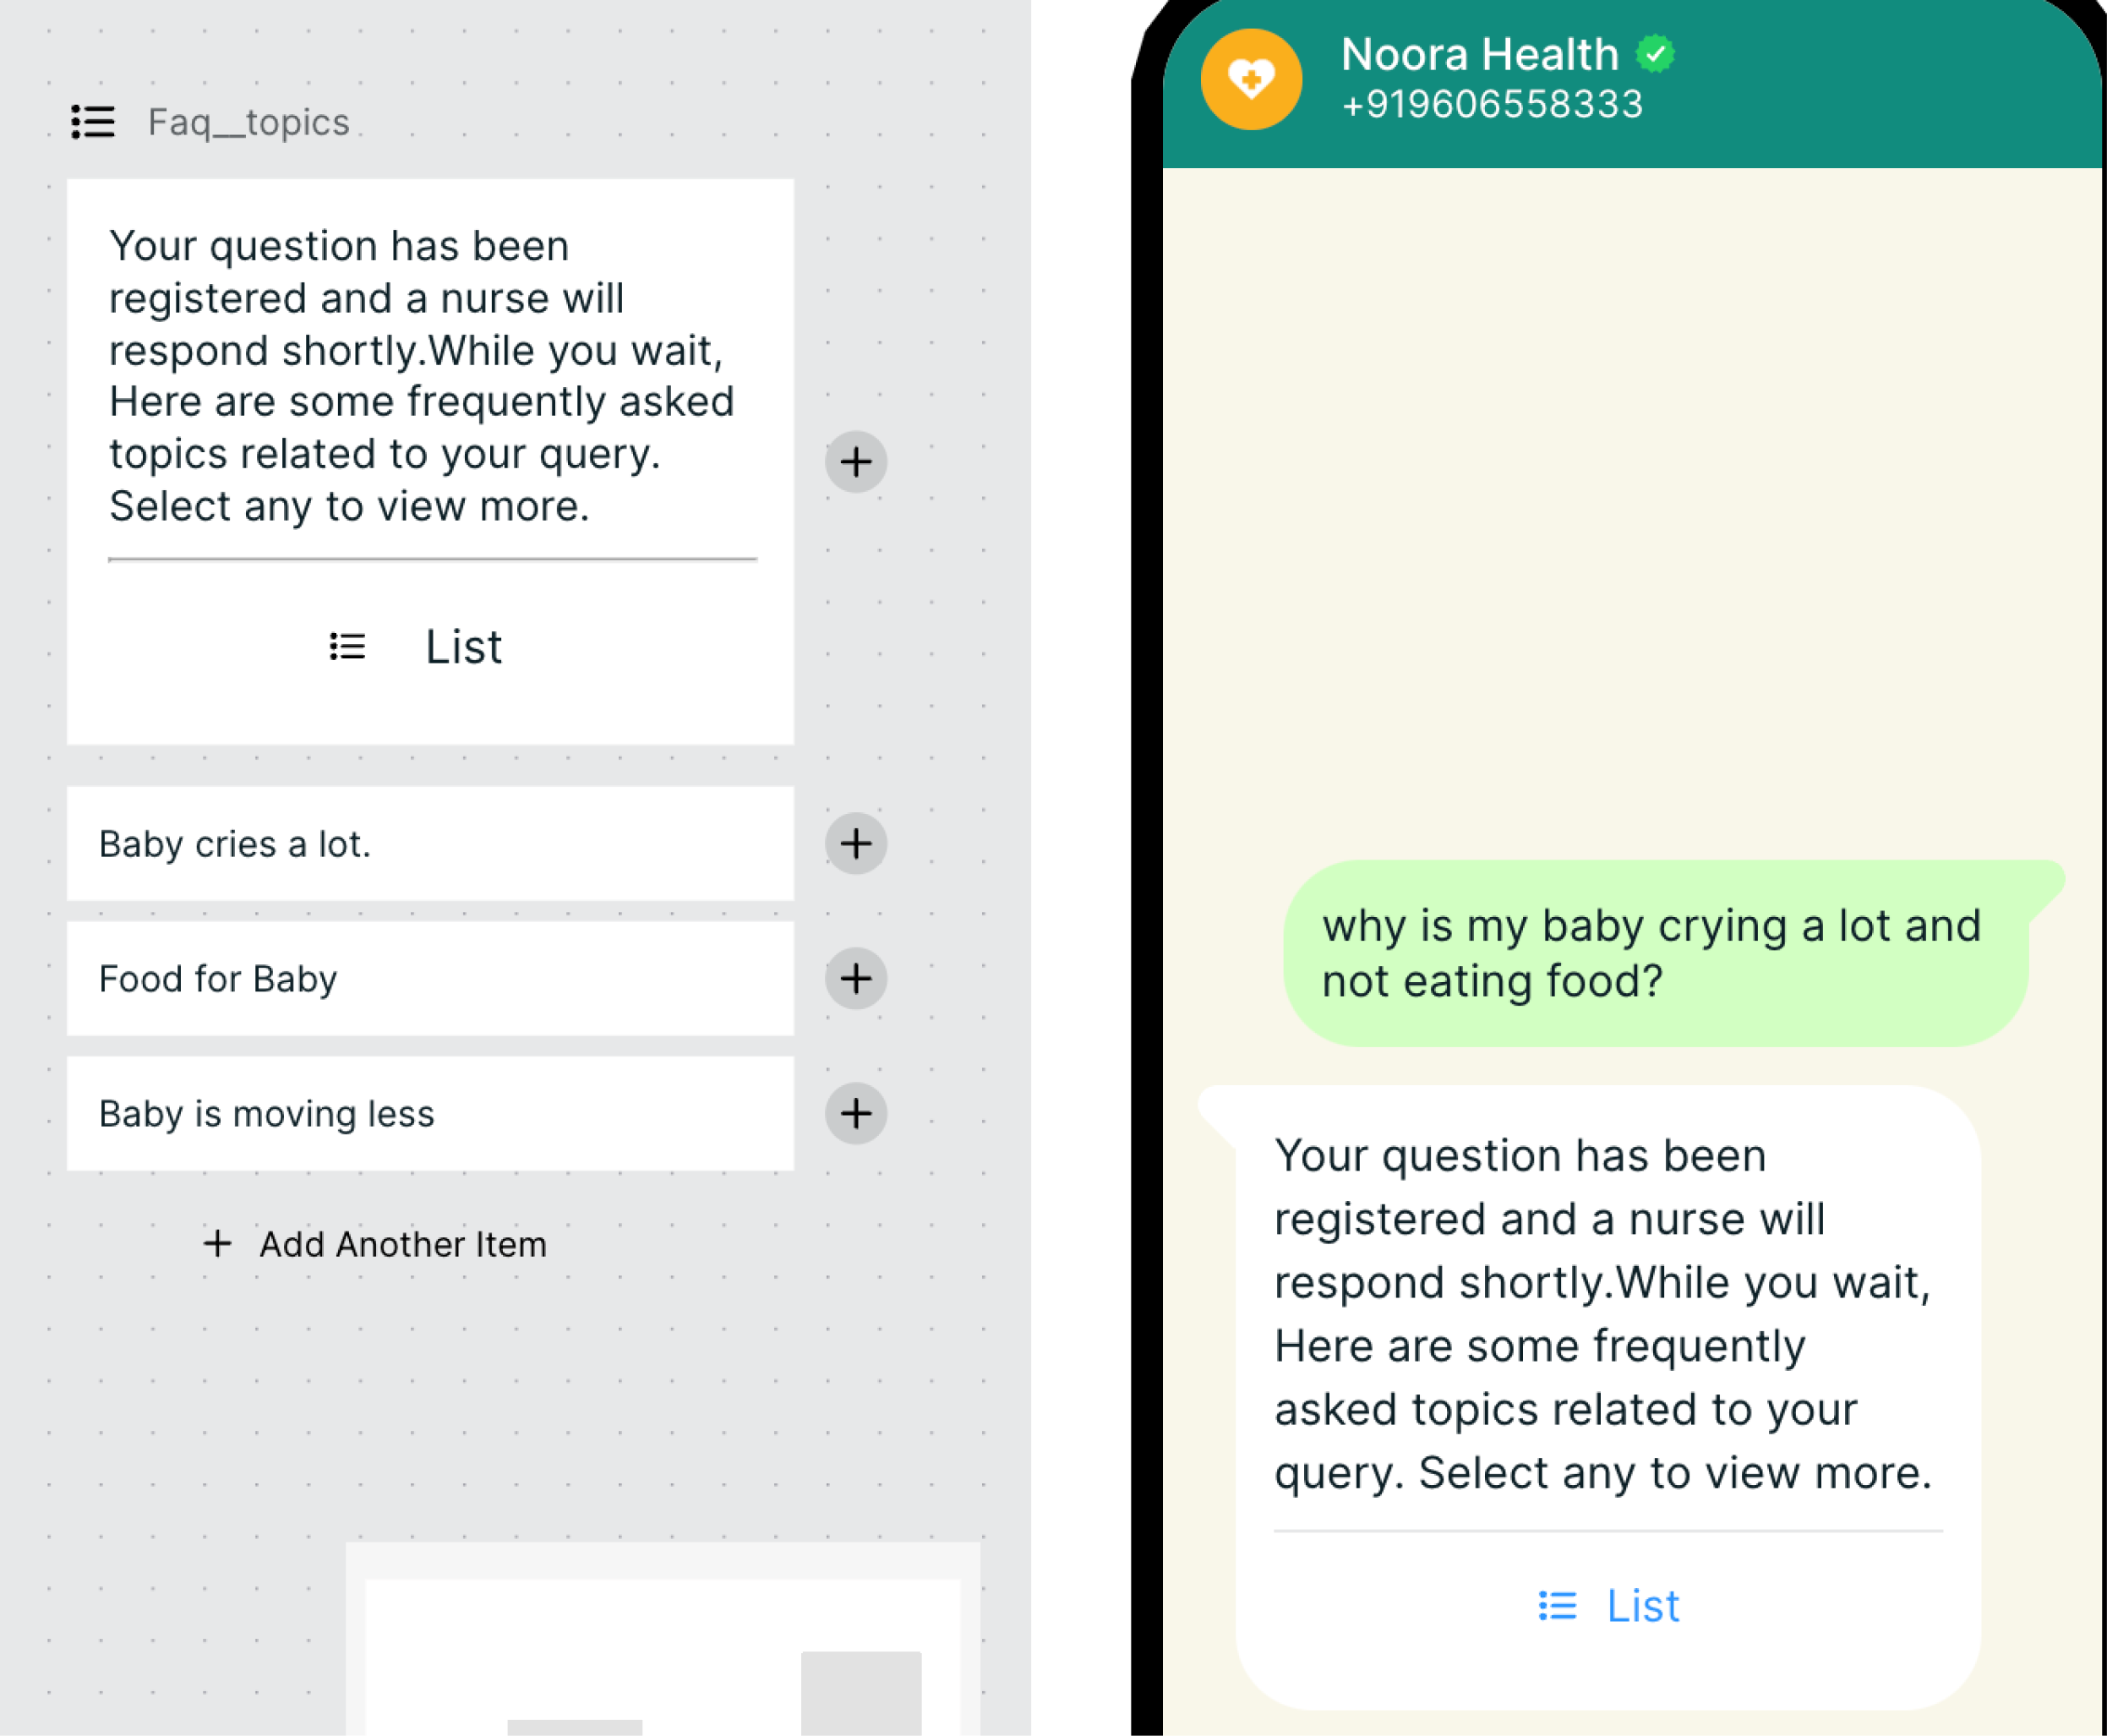 Faq__topics
Your question has been
registered and a nurse will
respond shortly.While you wait,
Here are some frequently asked
topics related to your query.
Select any to view more.
List
Baby cries a lot.
Food for Baby
Baby is moving less
+ Add Another Item
Noora Health
+919606558333
why is my baby crying a lot and
not eating food?
Your question has been
registered and a nurse will
respond shortly.While you wait,
Here are some frequently
asked topics related to your
query. Select any to view more.
List